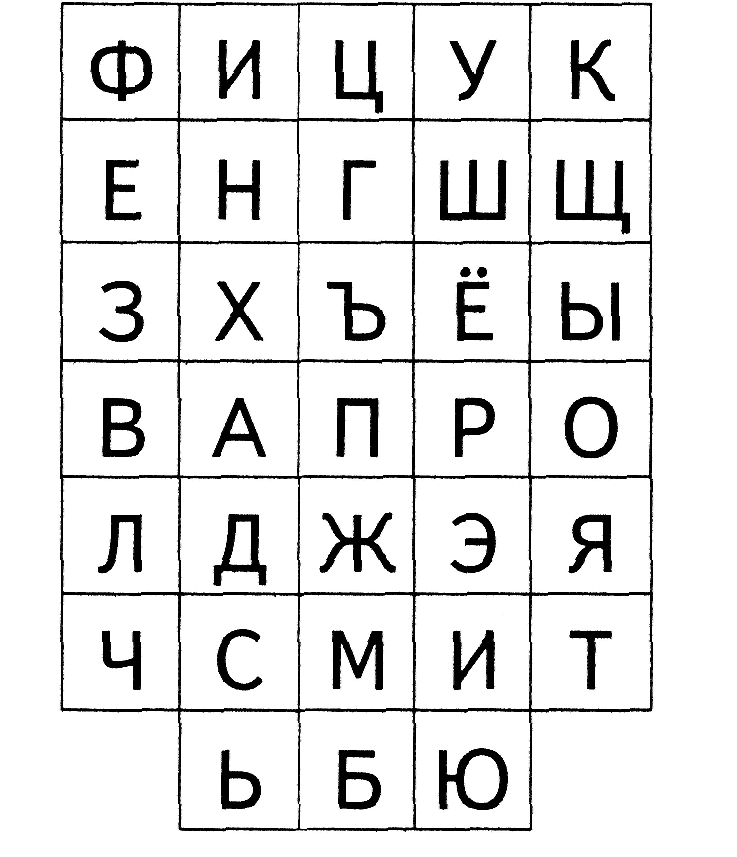 Ф И Ц У К
Е Н Г Ш Щ
З Х Ъ Ё Ы
В А П Р О
Л Д Ж Э Я
Ч С М И Т
Ь Б Ю